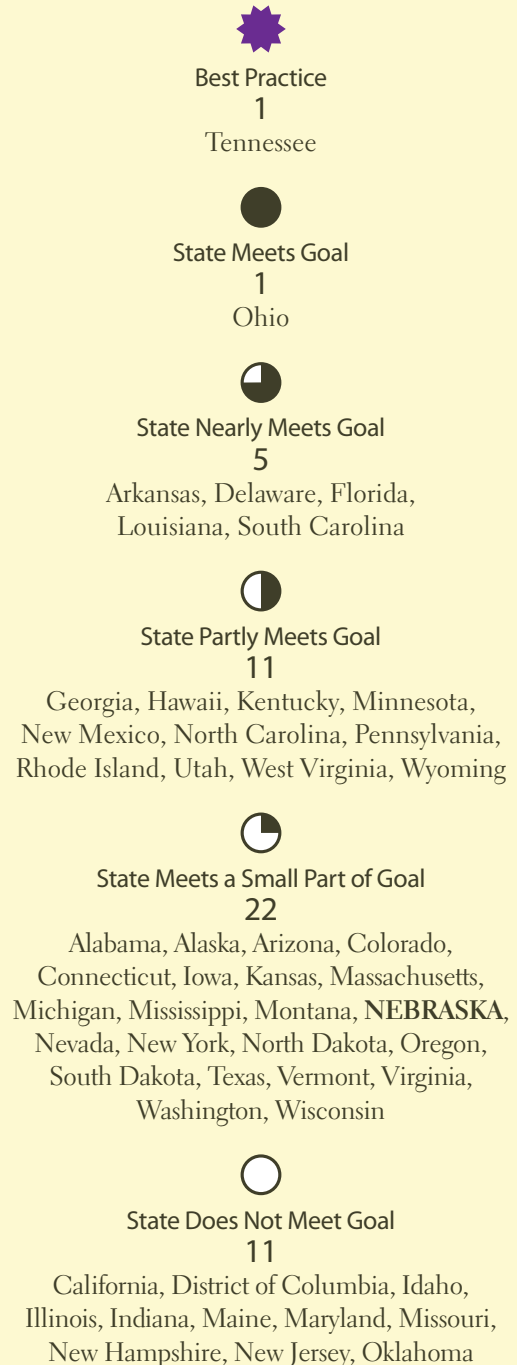 Best Practice
1
Tennessee
State Meets Goal
1
Ohio
State Nearly Meets Goal
5
Arkansas, Delaware, Florida,
Louisiana, South Carolina
State Partly Meets Goal
11
Georgia, Hawaii, Kentucky, Minnesota,
New Mexico, North Carolina, Pennsylvania,
Rhode Island, Utah, West Virginia, Wyoming
State Meets a Small Part of Goal
22
Alabama, Alaska, Arizona, Colorado,
Connecticut, Iowa, Kansas, Massachusetts,
Michigan, Mississippi, Montana, NEBRASKA,
Nevada, New York, North Dakota, Oregon,
South Dakota, Texas, Vermont, Virginia,
Washington, Wisconsin
State Does Not Meet Goal
11
California, District of Columbia, Idaho,
Illinois, Indiana, Maine, Maryland, Missouri,
New Hampshire, New Jersey, Oklahoma